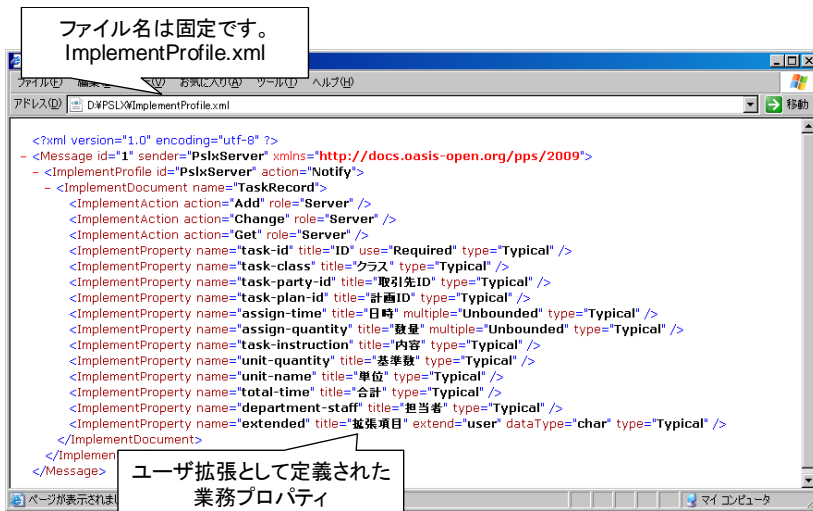 ファイル名は固定です。
ImplementProfile.xml
お気に入り(A) ツール(T) ヘルプ(H)
アドレス(D) D:¥PSLX¥ImplementProfile.xml 移動
<?xml version="1.0" encoding="utf-8" ?>
- <Message id="1" sender="PslxServer" xmlns="http://docs.oasis-open.org/pps/2009">
- <ImplementProfile id="PslxServer" action="Notify">
- <ImplementDocument name="TaskRecord">
<ImplementAction action="Add" role="Server" />
<ImplementAction action="Change" role="Server" />
<ImplementAction action="Get" role="Server" />
<ImplementProperty name="task-id" title="ID" use="Required" type="Typical" />
<ImplementProperty name="task-class" title="クラス" type="Typical" />
<ImplementProperty name="task-party-id" title="取引先ID" type="Typical" />
<ImplementProperty name="task-plan-id" title="計画ID" type="Typical" />
<ImplementProperty name="assign-time" title="日時" multiple="Unbounded" type="Typical" />
<ImplementProperty name="assign-quantity" title="数量" multiple="Unbounded" type="Typical" />
<ImplementProperty name="task-instruction" title="内容" type="Typical" />
<ImplementProperty name="unit-quantity" title="基準数" type="Typical" />
<ImplementProperty name="unit-name" title="単位" type="Typical" />
<ImplementProperty name="total-time" title="合計" type="Typical" />
<ImplementProperty name="department-staff" title="担当者" type="Typical" />
<ImplementProperty name="extended" title="拡張項目" extend="user" dataType="char" type="Typical" />
</ImplementDocument>
</Implemen
</Message>
ユーザ拡張として定義された
業務プロパティ
ページが表示されまし マイ コンピュータ